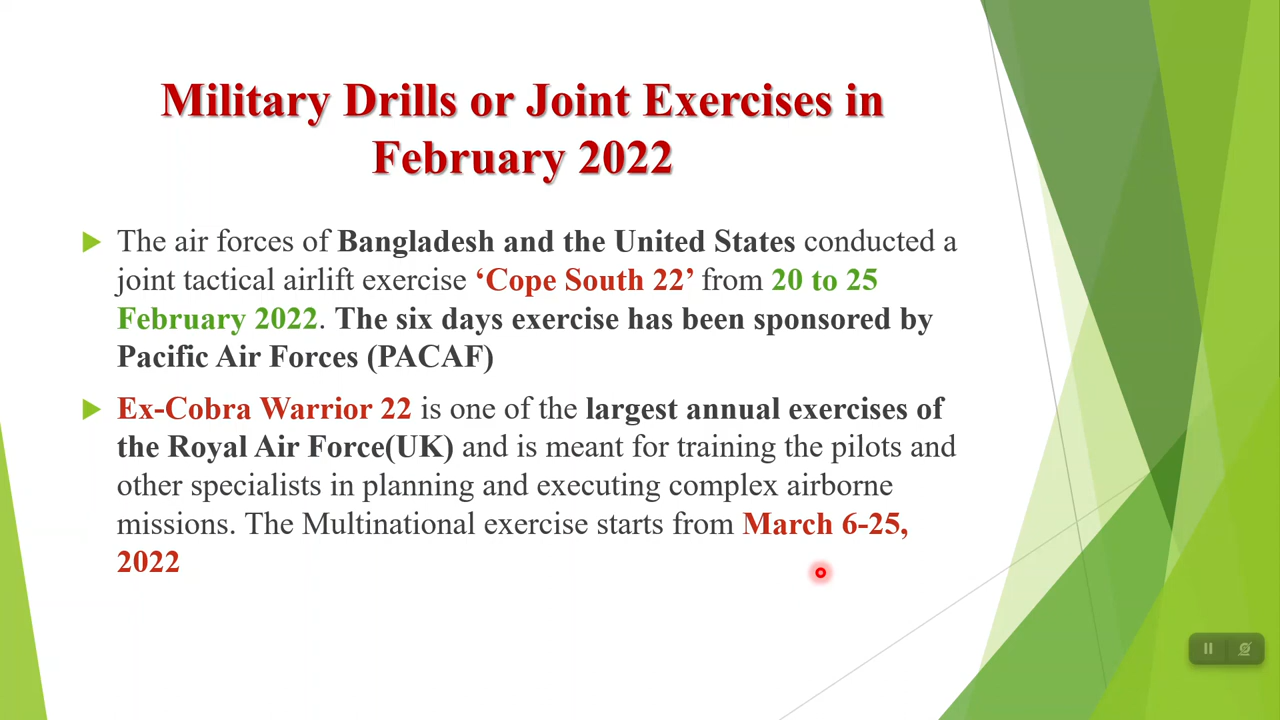 Military Drills or Joint Exercises in
February 2022
The air forces of Bangladesh and the United States conducted a
joint tactical airlift exercise ‘Cope South 22’ from 20 to 25
February 2022. The six days exercise has been sponsored by
Pacific Air Forces (PACAF)
Ex-Cobra Warrior 22 is one of the largest annual exercises of
the Royal Air Force(UK) and is meant for training the pilots and
other specialists in planning and executing complex airborne
missions. The Multinational exercise starts from March 6-25,
2022